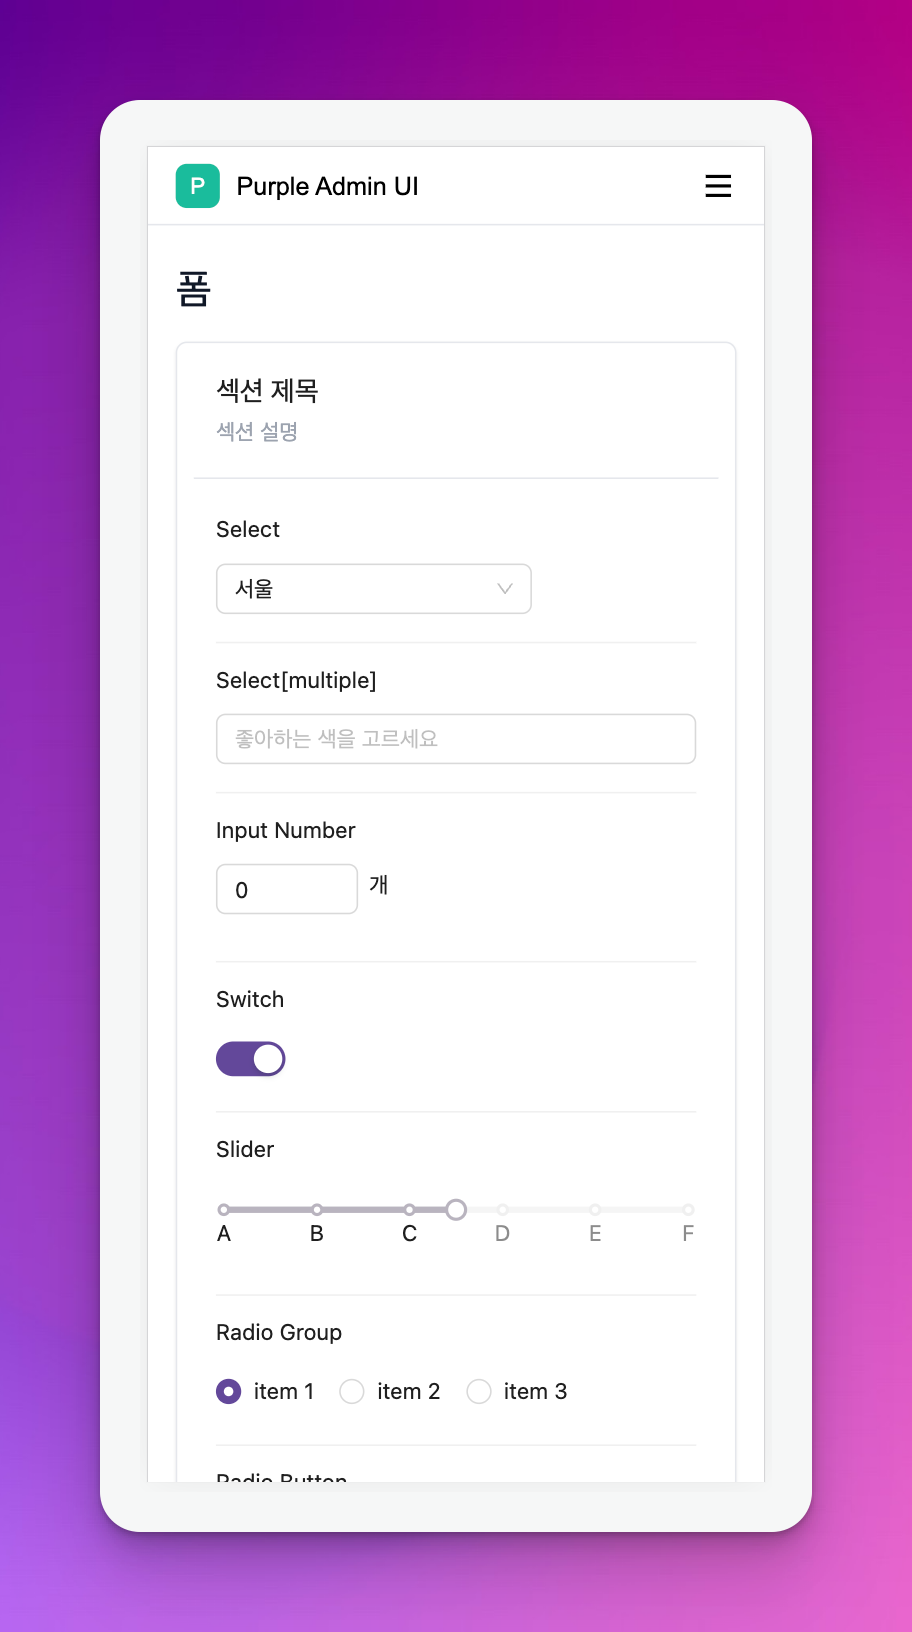 P Purple Admin UI
폼
섹션 제목
섹션 설명
Select
서울
Select[multiple]
좋아하는 색을 고르세요
Input Number
0 개
Switch
Slider
A B C D E F
Radio Group
item 1 item 2 item 3
Radio Button